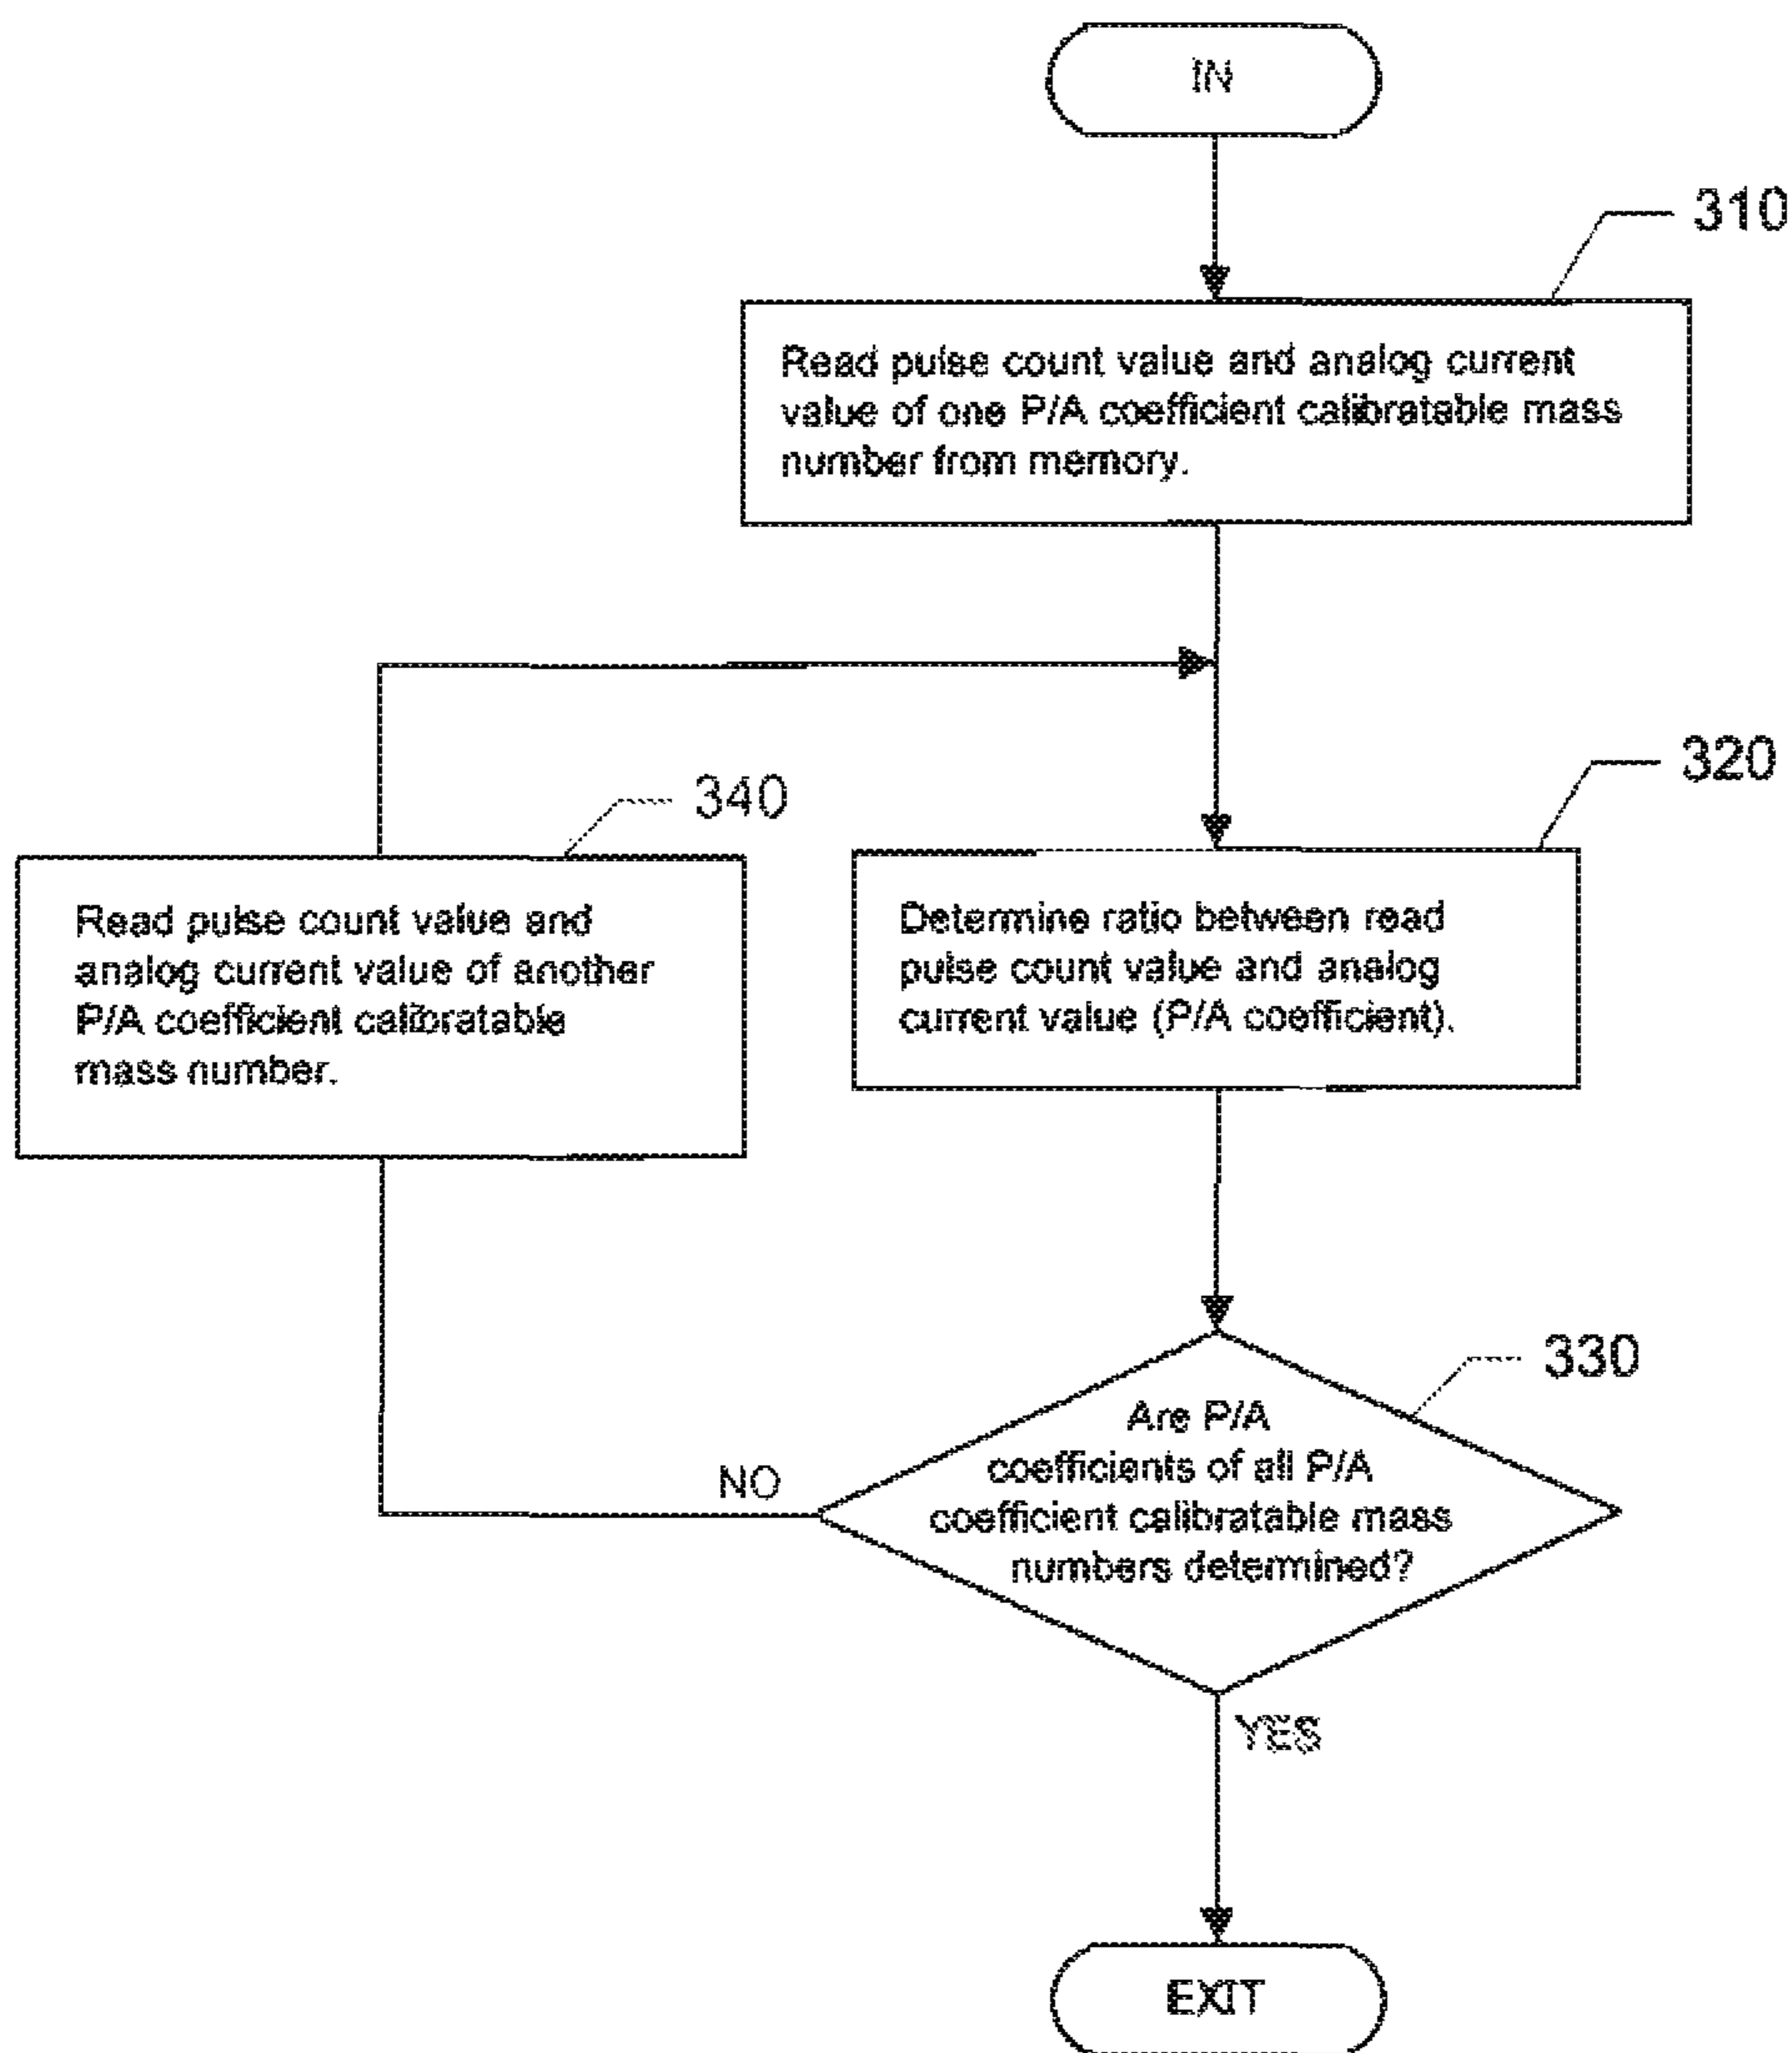 IN
310
Read pulse count value and analog current
value of one P/A coefficient calibratable mass
number from memory.
320
340
Read pulse count value and
analog current value of another
P/A coefficient calibratable
mass number.
Determine ratio between read
pulse count value and analog
current value (P/A coefficient).
330
Are P/A
coefficients of all P/A
coefficient calibratable mass
numbers determined?
NO
YES
EXIT